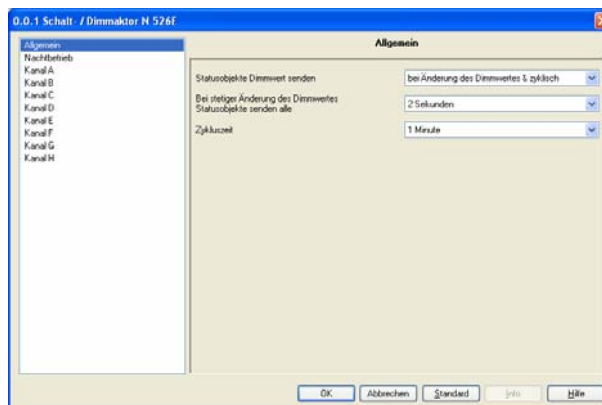 0.0.1 Schalt- / Dimmaktor N 526E
Allgemein
Nachtbetrieb
Kanal A
Kanal B
Kanal C
Kanal D
Kanal E
Kanal F
Kanal G
Kanal H
Allgemein
Statusobjekte Dimmwert senden
bei Änderung des Dimmwertes & zyklisch
Bei stetiger Änderung des Dimmwertes
Statusobjekte senden alle
2 Sekunden
Zykluszeit
1 Minute
OK
Abbrechen
Standard
Info
Hilfe